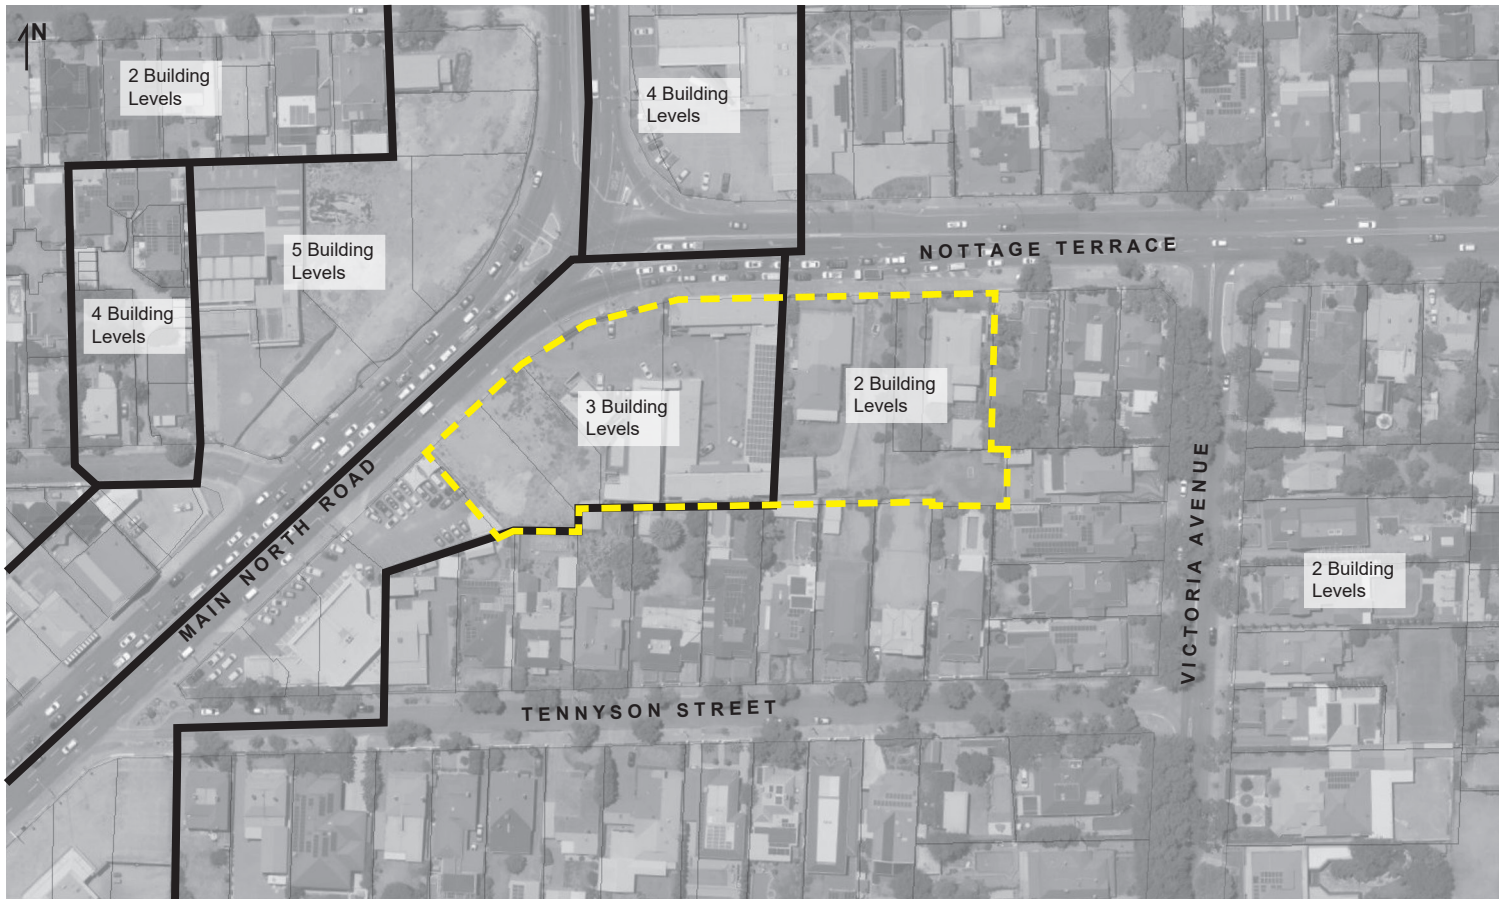 N
2 Building
Levels
4 Building
Levels
5 Building
Levels
4 Building
Levels
NOTTAGE TERRACE
2 Building
Levels
3 Building
Levels
MAIN NORTH ROAD
VICTORIA AVENUE
2 Building
Levels
TENNYSON STREET